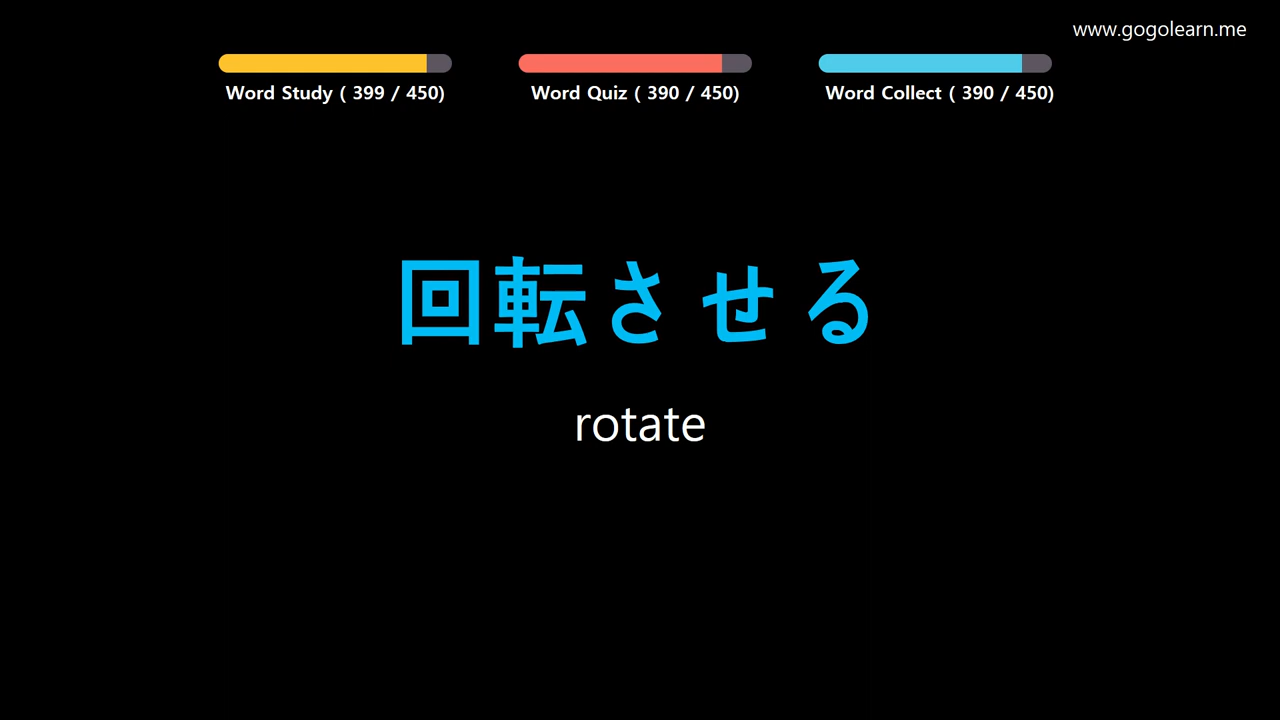 www.gogolearn.me
Word Study ( 399 / 450)
Word Quiz ( 390 / 450)
Word Collect ( 390 / 450)
回転させる
rotate